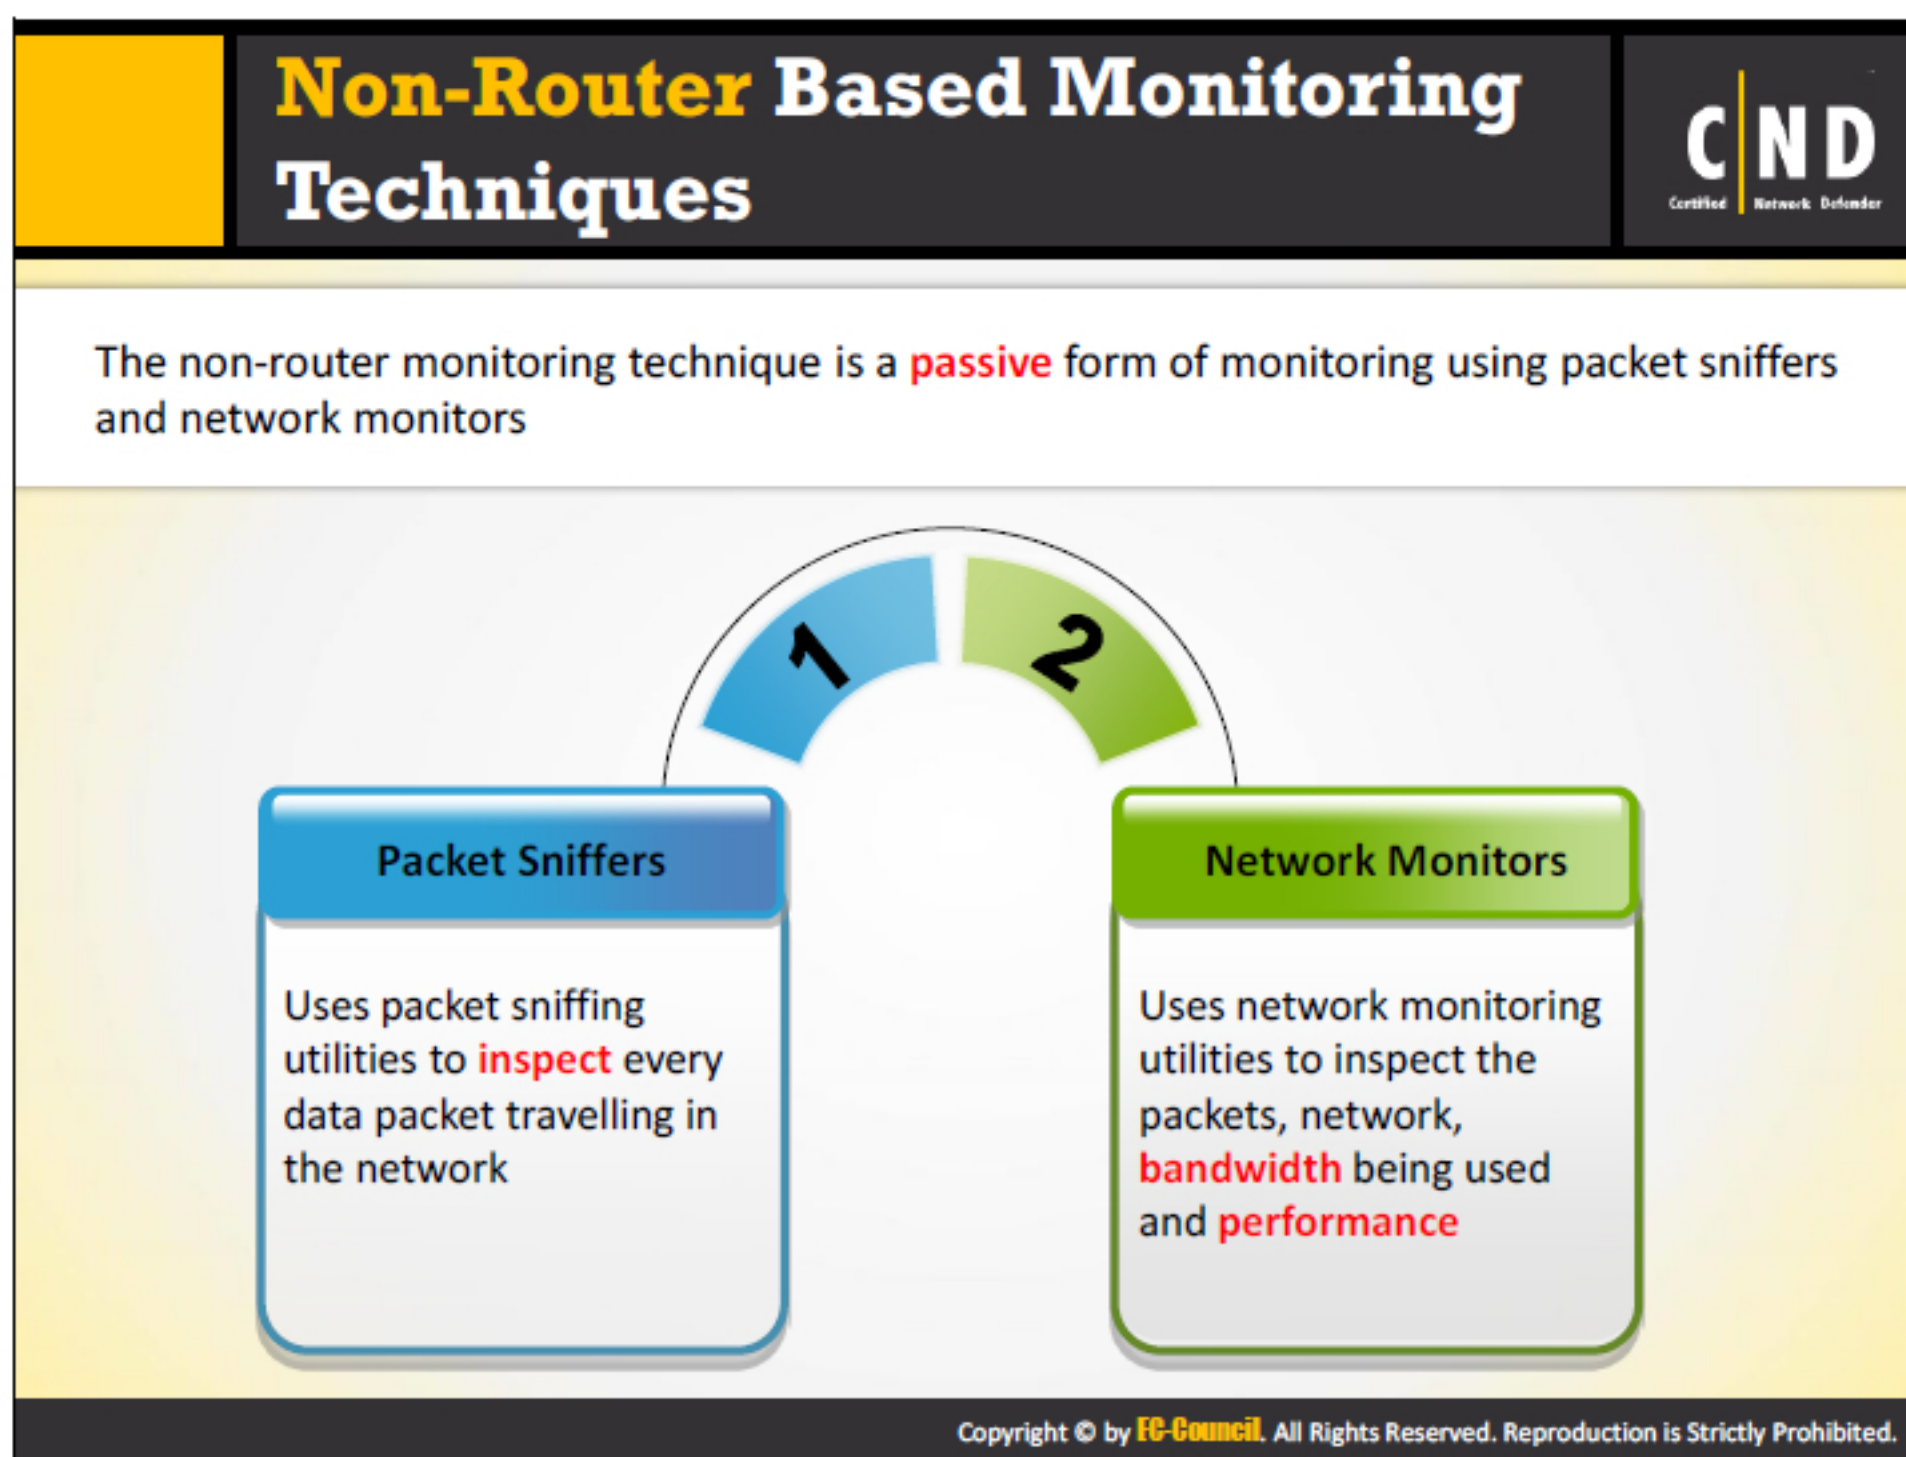 Non-Router Based Monitoring
Techniques
C N D
Certified Network Defender
The non-router monitoring technique is a passive form of monitoring using packet sniffers
and network monitors
1
2
Packet Sniffers
Uses packet sniffing
utilities to inspect every
data packet travelling in
the network
Network Monitors
Uses network monitoring
utilities to inspect the
packets, network,
bandwidth being used
and performance
Copyright © by EC-Council. All Rights Reserved. Reproduction is Strictly Prohibited.